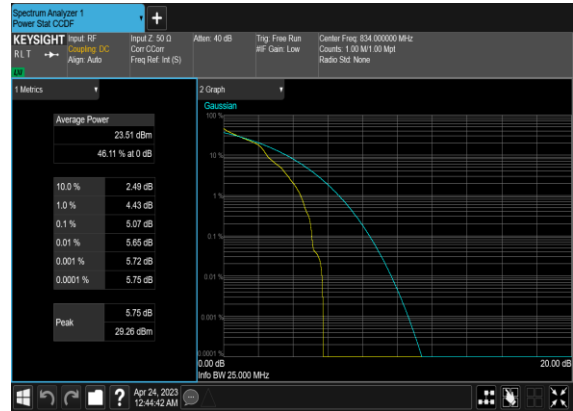 Spectrum Analyzer 1
Power Stat CCDF
KEYSIGHT
RLT
LW
Input: RF
Coupling: DC
Align: Auto
Input Z: 50 Ω
Corr CCorr
Freq Ref: Int (S)
Atten: 40 dB
Trig: Free Run
#IF Gain: Low
Center Freq: 834.000000 MHz
Counts: 1.00 M/1.00 Mpt
Radio Std: None
1 Metrics
Average Power
23.51 dBm
46.11 % at 0 dB
10.0 % 2.49 dB
1.0 % 4.43 dB
0.1 % 5.07 dB
0.01 % 5.65 dB
0.001 % 5.72 dB
0.0001 % 5.75 dB
Peak
5.75 dB
29.26 dBm
2 Graph
Gaussian
100 %
10 %
1 %
0.1 %
0.01 %
0.001 %
0.0001 %
0.00 dB
20.00 dB
Info BW 25.000 MHz
?
Apr 24, 2023
12:44:42 AM